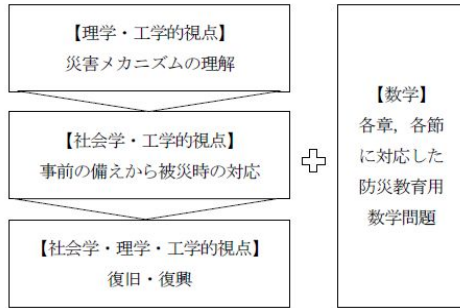 【理学・工学的視点】
災害メカニズムの理解
【社会学・工学的視点】
事前の備えから被災時の対応
【社会学・理学・工学的視点】
復旧・復興
【数学】
各章，各節
に対応した
防災教育用
数学問題